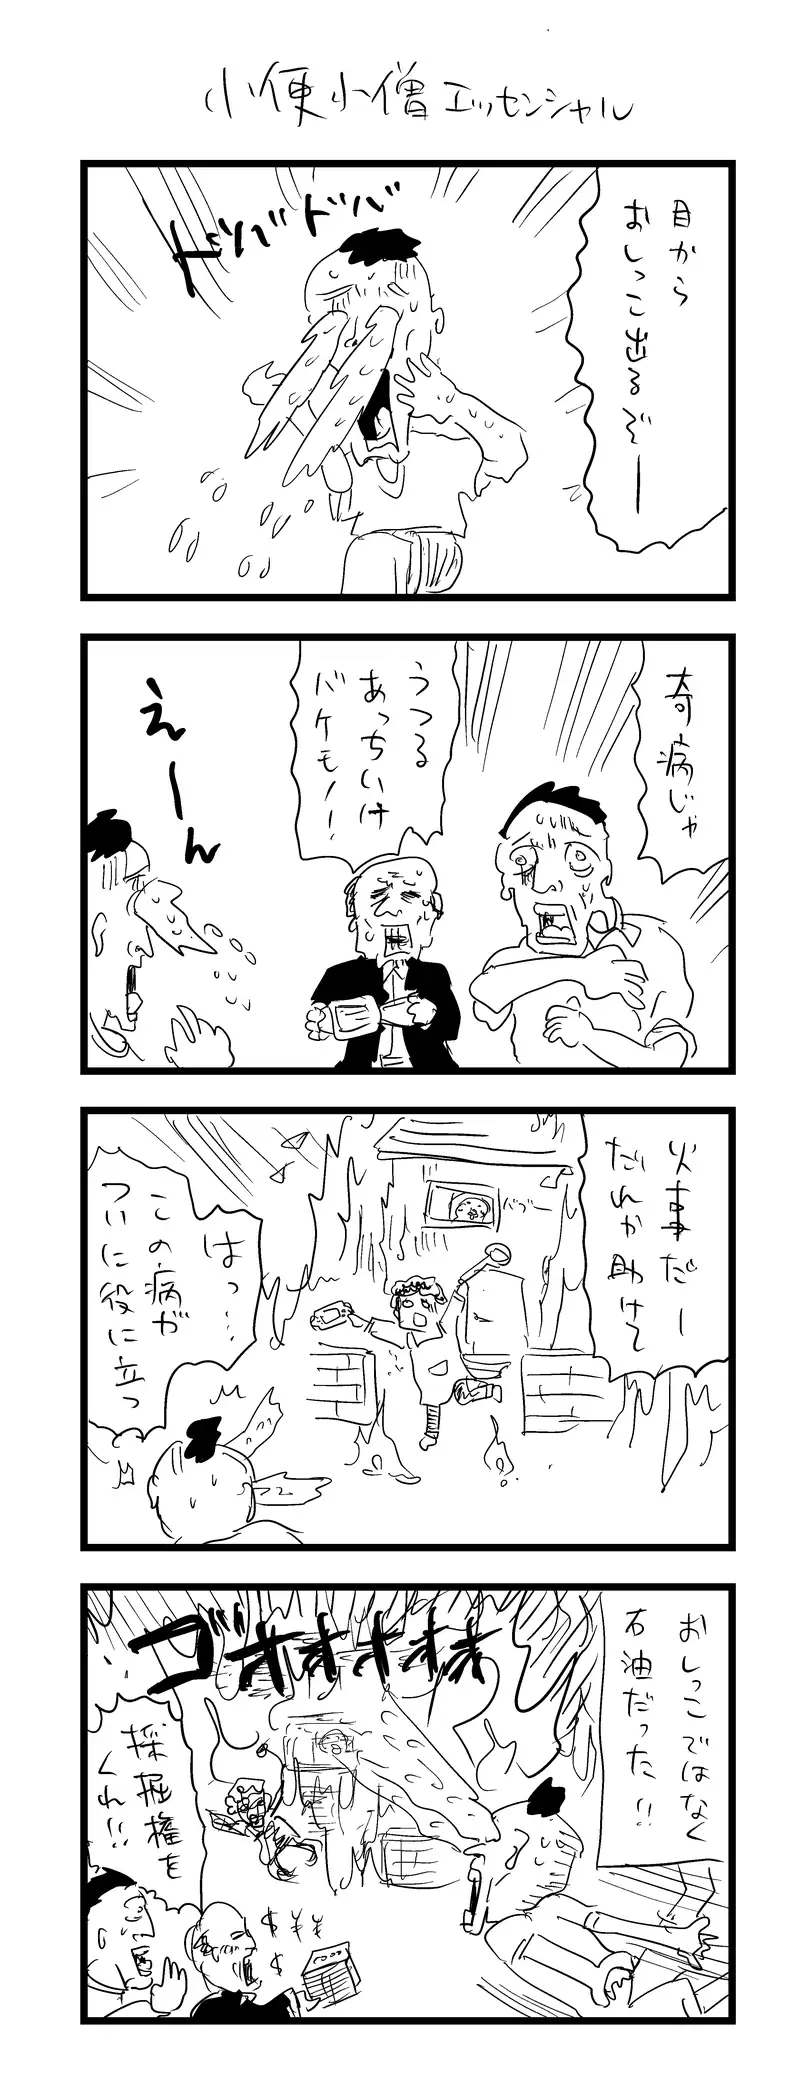 小便小僧エッセンシャル
目から
おしっこ出るぞー
ドバドバ
奇病じゃ
うつる
あっちいけ
バケモノ!
えーん
火事だー
だれか助けて
バブー
はっ…
この病が
ついに役に立つ
おしっこではなく
石油だった!!
ゴオオオオオオ
採掘権を
くれ!!
$¥¥
$